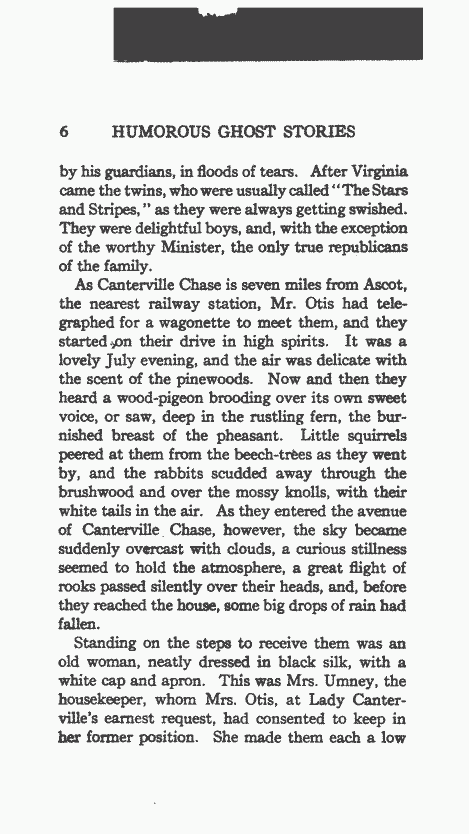 6 HUMOROUS GHOST STORIES
by his guardians, in floods of tears. After Virginia
came the twins, who were usually called "The Stars
and Stripes," as they were always getting swished.
They were delightful boys, and, with the exception
of the worthy Minister, the only true republicans
of the family.
As Canterville Chase is seven miles from Ascot,
the nearest railway station, Mr. Otis had tele-
graphed for a wagonette to meet them, and they
started on their drive in high spirits. It was a
lovely July evening, and the air was delicate with
the scent of the pinewoods. Now and then they
heard a wood-pigeon brooding over its own sweet
voice, or saw, deep in the rustling fern, the bur-
nished breast of the pheasant. Little squirrels
peered at them from the beech-trees as they went
by, and the rabbits scudded away through the
brushwood and over the mossy knolls, with their
white tails in the air. As they entered the avenue
of Canterville Chase, however, the sky became
suddenly overcast with clouds, a curious stillness
seemed to hold the atmosphere, a great flight of
rooks passed silently over their heads, and, before
they reached the house, some big drops of rain had
fallen.
Standing on the steps to receive them was an
old woman, neatly dressed in black silk, with a
white cap and apron. This was Mrs. Umney, the
housekeeper, whom Mrs. Otis, at Lady Canter-
ville's earnest request, had consented to keep in
her former position. She made them each a low